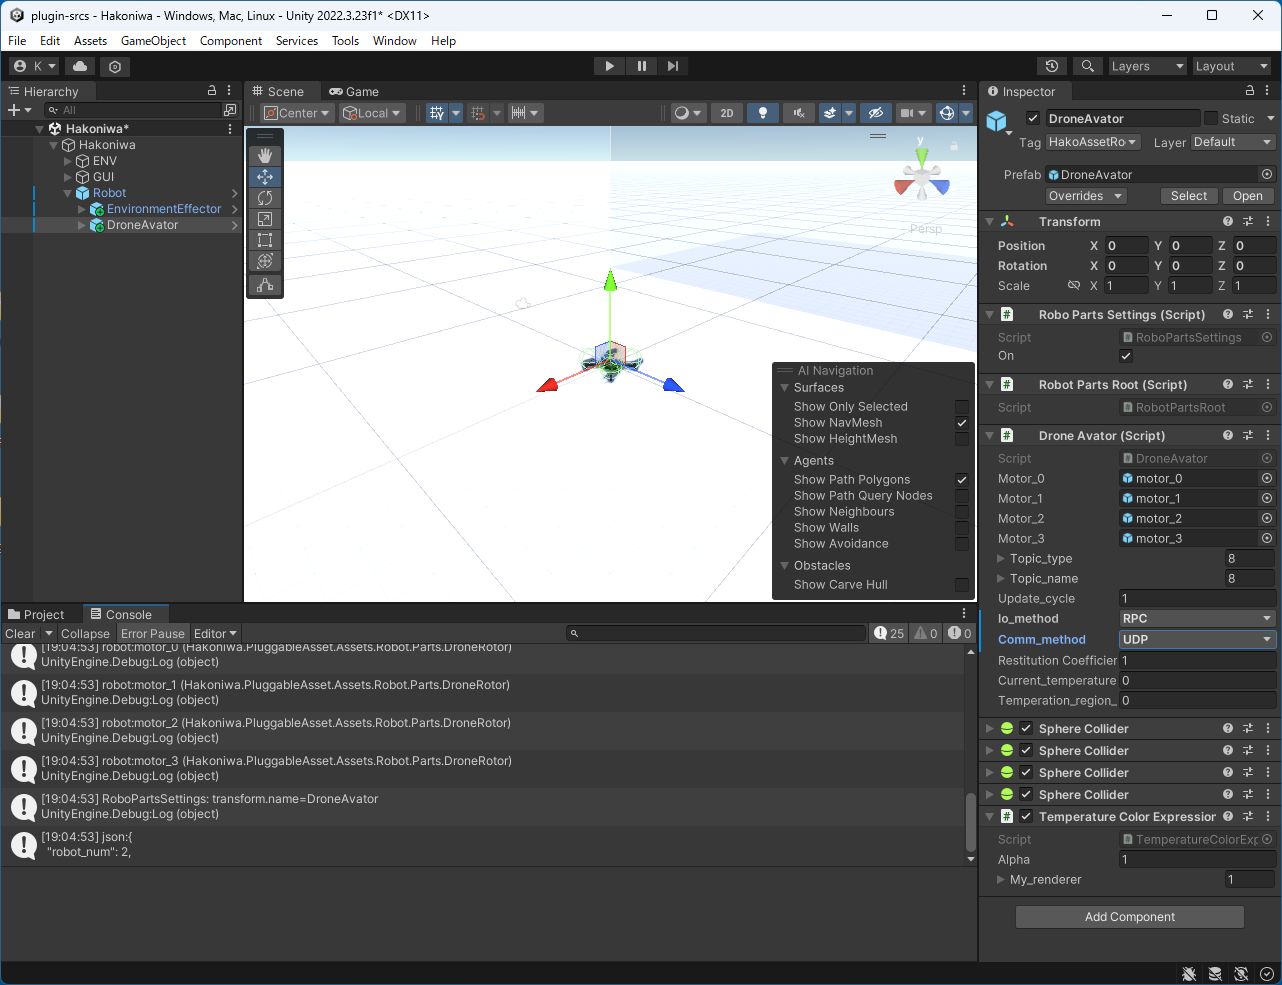 plugin-srcs - Hakoniwa - Windows, Mac, Linux - Unity 2022.3.23f1* <DX11>
File Edit Assets GameObject Component Services Tools Window Help
K Layers Layout
Hierarchy
All
Hakoniwa*
Hakoniwa
ENV
GUI
Robot
EnvironmentEffector
DroneAvator
Scene Game
Center Local 2D
y
Persp
AI Navigation
Surfaces
Show Only Selected
Show NavMesh
Show HeightMesh
Agents
Show Path Polygons
Show Path Query Nodes
Show Neighbours
Show Walls
Show Avoidance
Obstacles
Show Carve Hull
Project Console
Clear Collapse Error Pause Editor 25 0 0
[19:04:53] robot:motor_0 (Hakoniwa.PluggableAsset.Assets.Robot.Parts.DroneRotor)
UnityEngine.Debug:Log (object)
[19:04:53] robot:motor_1 (Hakoniwa.PluggableAsset.Assets.Robot.Parts.DroneRotor)
UnityEngine.Debug:Log (object)
[19:04:53] robot:motor_2 (Hakoniwa.PluggableAsset.Assets.Robot.Parts.DroneRotor)
UnityEngine.Debug:Log (object)
[19:04:53] robot:motor_3 (Hakoniwa.PluggableAsset.Assets.Robot.Parts.DroneRotor)
UnityEngine.Debug:Log (object)
[19:04:53] RoboPartsSettings: transform.name=DroneAvator
UnityEngine.Debug:Log (object)
[19:04:53] json:{
"robot_num": 2,
Inspector
DroneAvator Static
Tag HakoAssetRo Layer Default
Prefab DroneAvator
Overrides Select Open
Transform
Position X 0 Y 0 Z 0
Rotation X 0 Y 0 Z 0
Scale X 1 Y 1 Z 1
# Robo Parts Settings (Script)
Script RoboPartsSettings
On
# Robot Parts Root (Script)
Script RobotPartsRoot
# Drone Avator (Script)
Script DroneAvator
Motor_0 motor_0
Motor_1 motor_1
Motor_2 motor_2
Motor_3 motor_3
Topic_type 8
Topic_name 8
Update_cycle 1
Io_method RPC
Comm_method UDP
Restitution Coefficier 1
Current_temperature 0
Temperation_region_ 0
Sphere Collider
Sphere Collider
Sphere Collider
Sphere Collider
# Temperature Color Expression
Script TemperatureColorExp
Alpha 1
My_renderer 1
Add Component